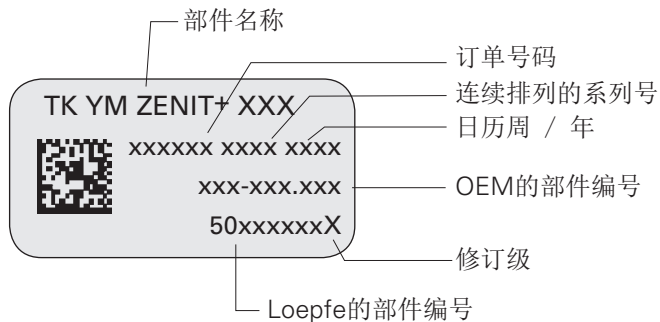 部件名称
订单号码
连续排列的系列号
TK YM ZENIT+ XXX
日历周 / 年
xxxxxx xxxx xxxx
xxx-xxx.xxx
OEM的部件编号
50xxxxxxX
修订级
Loepfe的部件编号